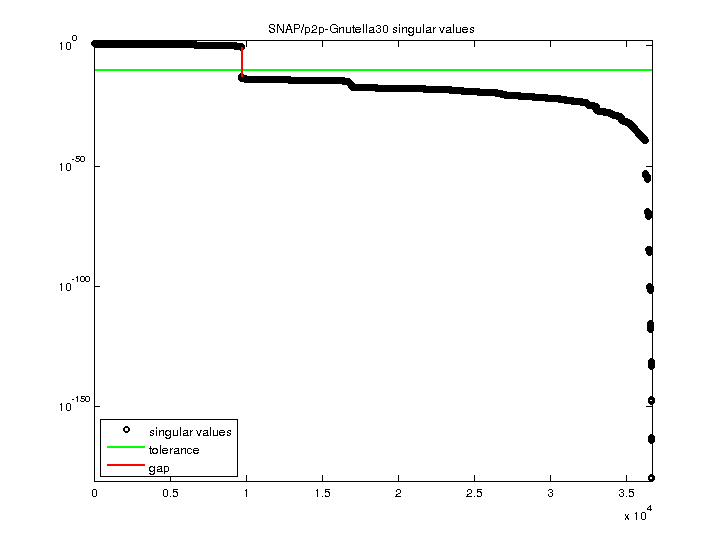 SNAP/p2p-Gnutella30 singular values
10^0
10^-50
10^-100
10^-150
singular values
tolerance
gap
0 0.5 1 1.5 2 2.5 3 3.5
x 10^4